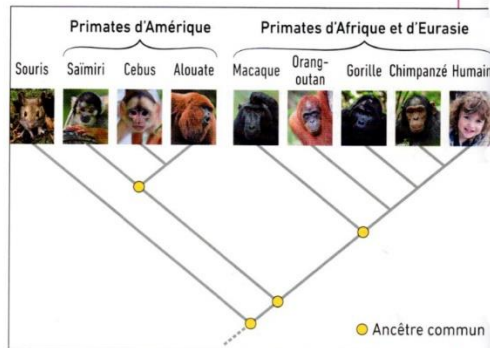 Primates d'Amérique
Primates d'Afrique et d'Eurasie
Souris
Saïmiri
Cebus
Alouate
Macaque
Orang-
outan
Gorille
Chimpanzé
Humain
Ancêtre commun